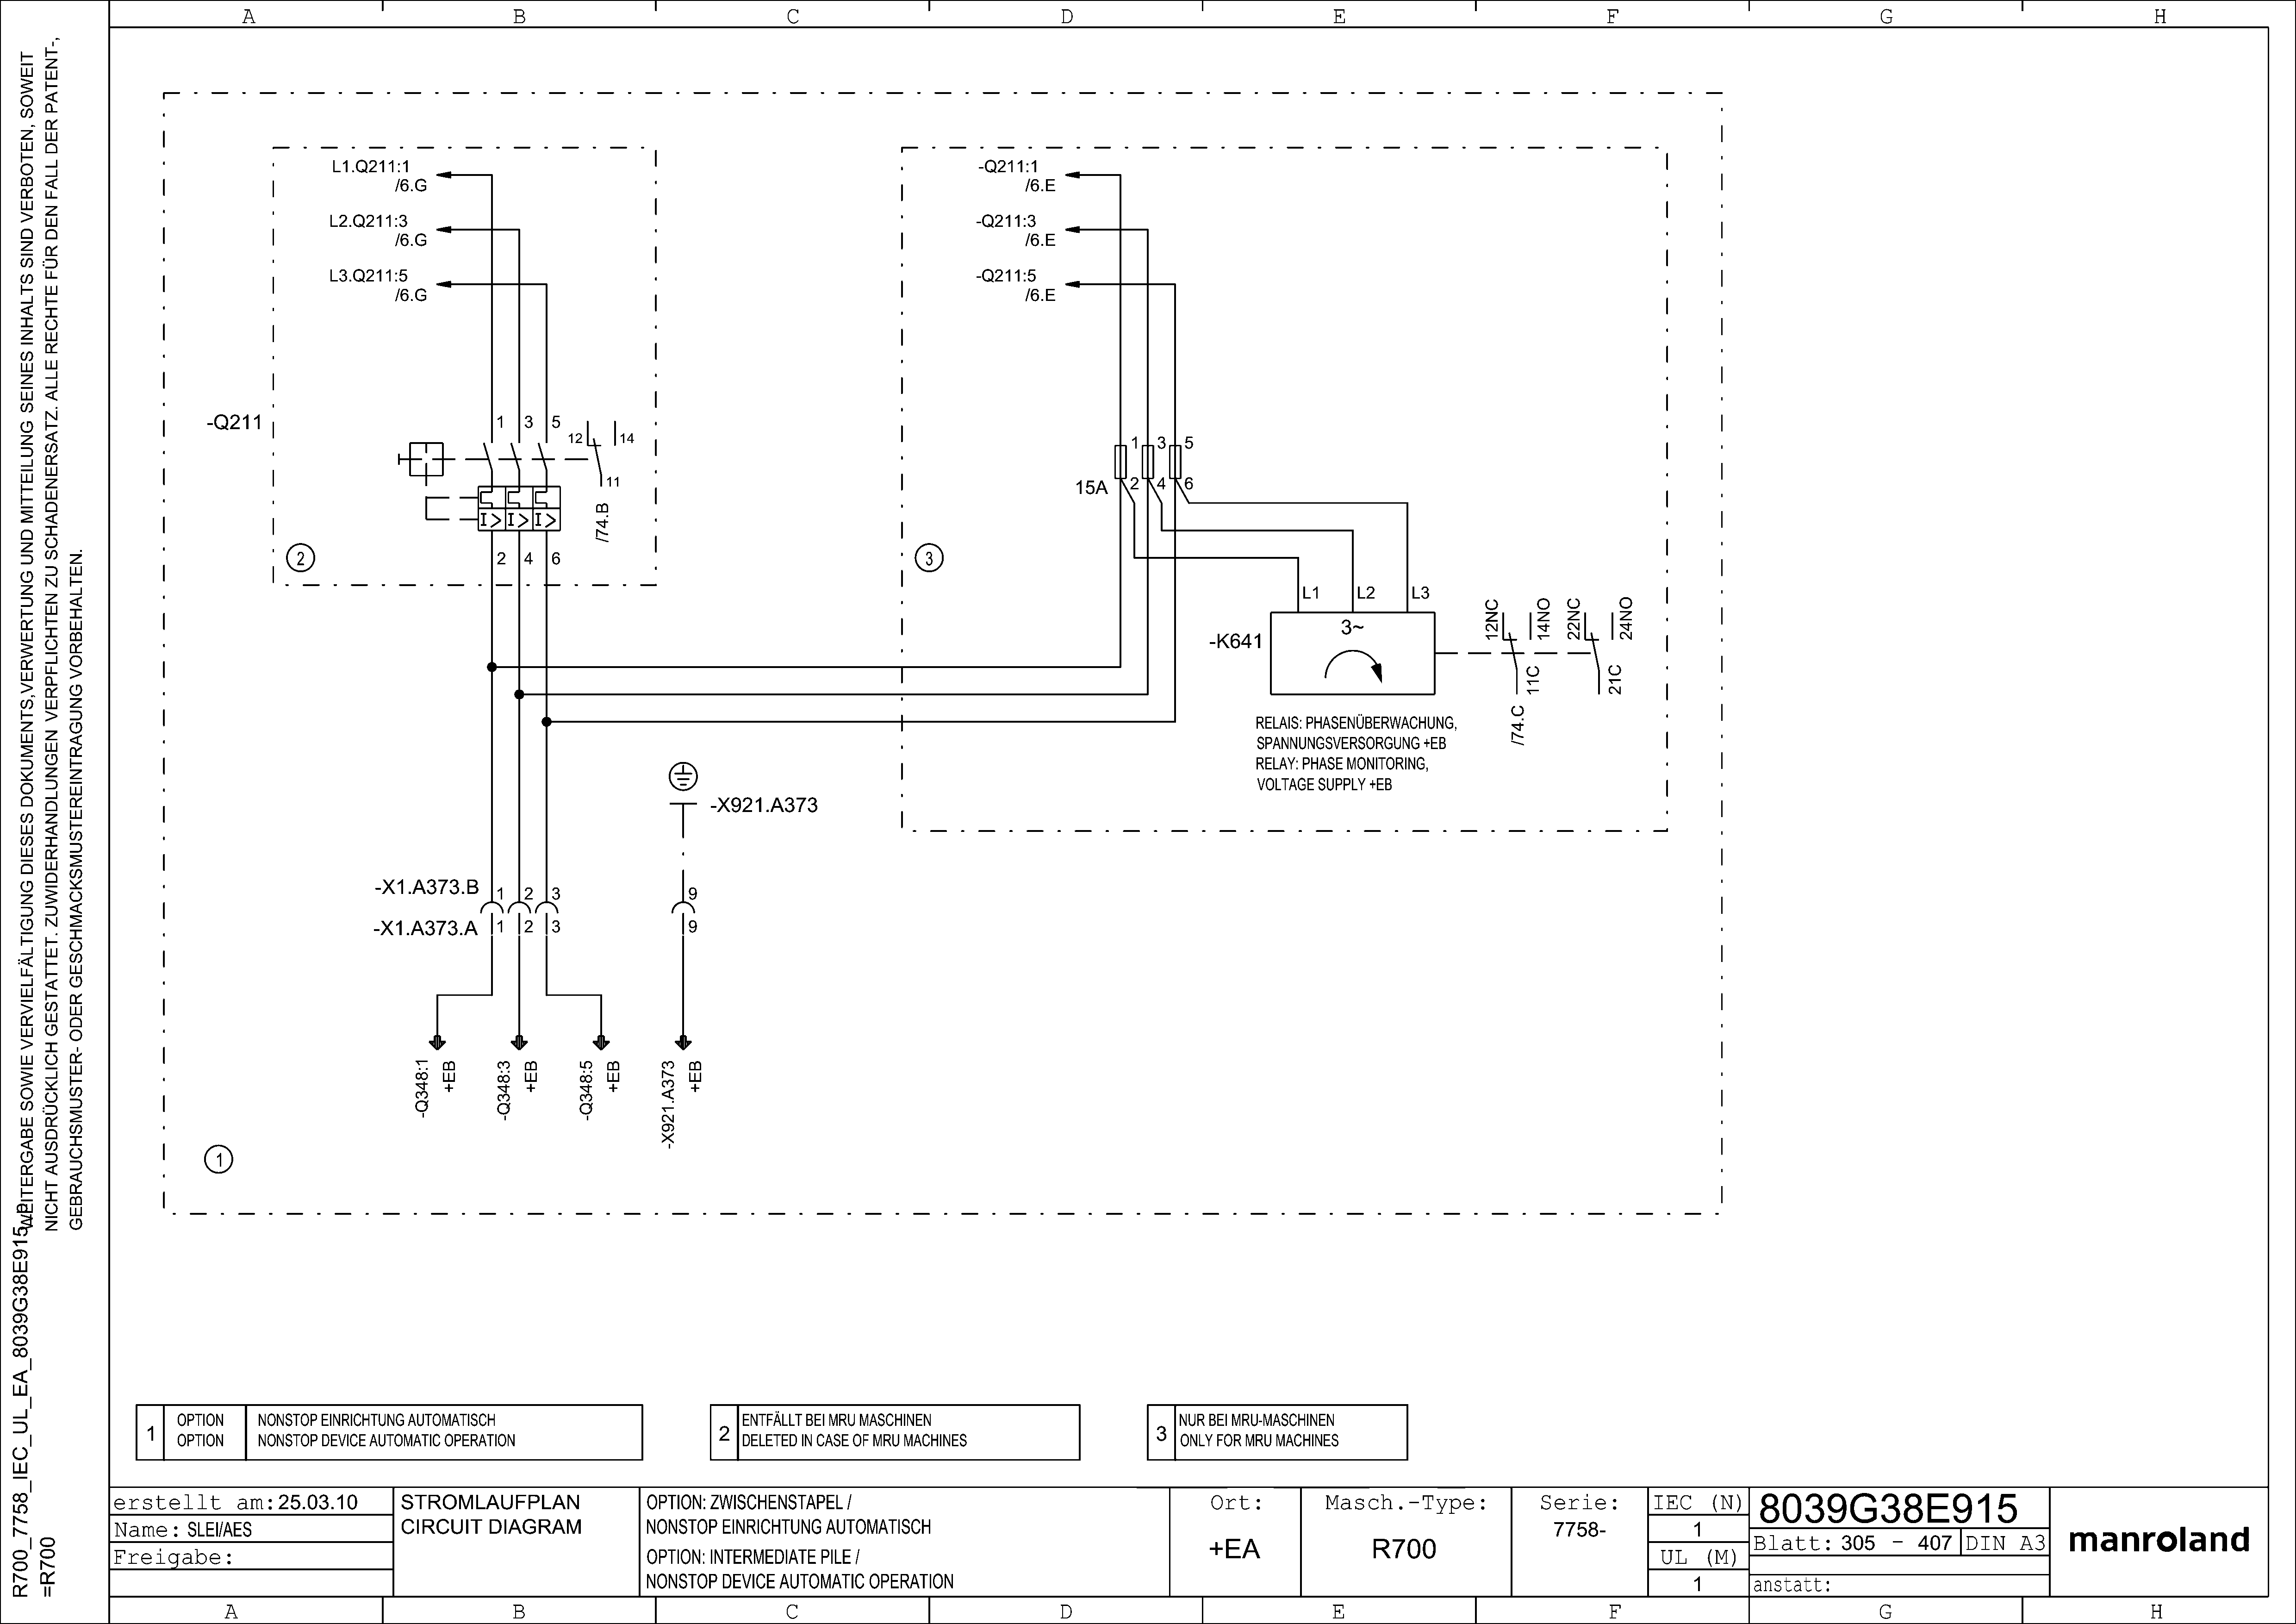 A B C D E F G H
WEITERGABE SOWIE VERVIELFÄLTIGUNG DIESES DOKUMENTS,VERWERTUNG UND MITTEILUNG SEINES INHALTS SIND VERBOTEN, SOWEIT
NICHT AUSDRÜCKLICH GESTATTET. ZUWIDERHANDLUNGEN VERPFLICHTEN ZU SCHADENERSATZ. ALLE RECHTE FÜR DEN FALL DER PATENT-,
GEBRAUCHSMUSTER- ODER GESCHMACKSMUSTEREINTRAGUNG VORBEHALTEN.
=R700
L1.Q211:1
/6.G
L2.Q211:3
/6.G
L3.Q211:5
/6.G
-Q211
1 3 5
12 14
11
/74.B
I> I> I>
2 4 6
2
-Q211:1
/6.E
-Q211:3
/6.E
-Q211:5
/6.E
1 3 5
15A 2 4 6
3
L1 L2 L3
-K641
3~
12NC 14NO 22NC 24NO
11C 21C
/74.C
RELAIS: PHASENÜBERWACHUNG,
SPANNUNGSVERSORGUNG +EB
RELAY: PHASE MONITORING,
VOLTAGE SUPPLY +EB
-X921.A373
-X1.A373.B 1 2 3 9
-X1.A373.A 1 2 3 9
-Q348:1
+EB
-Q348:3
+EB
-Q348:5
+EB
-X921.A373
+EB
1
1 OPTION NONSTOP EINRICHTUNG AUTOMATISCH
OPTION NONSTOP DEVICE AUTOMATIC OPERATION
2 ENTFÄLLT BEI MRU MASCHINEN
DELETED IN CASE OF MRU MACHINES
3 NUR BEI MRU-MASCHINEN
ONLY FOR MRU MACHINES
erstellt am: 25.03.10
Name: SLEI/AES
Freigabe:
STROMLAUFPLAN
CIRCUIT DIAGRAM
OPTION: ZWISCHENSTAPEL /
NONSTOP EINRICHTUNG AUTOMATISCH
OPTION: INTERMEDIATE PILE /
NONSTOP DEVICE AUTOMATIC OPERATION
Ort:
+EA
Masch.-Type:
R700
Serie:
7758-
IEC (N)
1
UL (M)
1
8039G38E915
Blatt: 305 - 407 DIN A3
anstatt:
manroland
A B C D E F G H